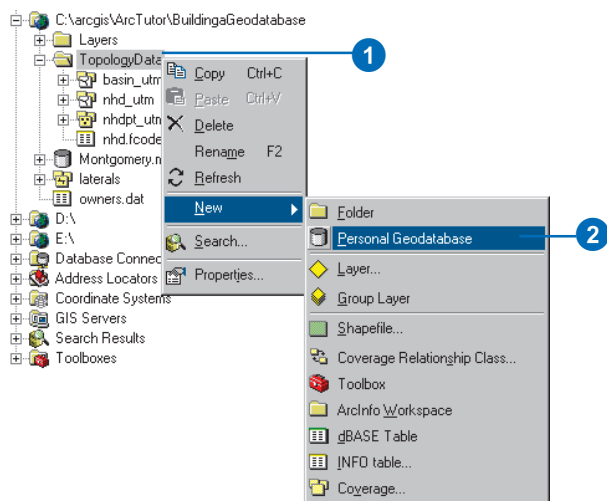 C:\arcgis\ArcTutor\BuildingaGeodatabase
Layers
TopologyData
basin_utm
nhd_utm
nhdpt_utm
nhd.fcode
Montgomery.m
laterals
owners.dat
D:\
E:\
Database Connec
Address Locators
Coordinate Systems
GIS Servers
Search Results
Toolboxes
1
Copy Ctrl+C
Paste Ctrl+V
Delete
Rename F2
Refresh
New
Search...
Properties...
Folder
Personal Geodatabase
2
Layer...
Group Layer
Shapefile...
Coverage Relationship Class...
Toolbox
ArcInfo Workspace
dBASE Table
INFO table...
Coverage...